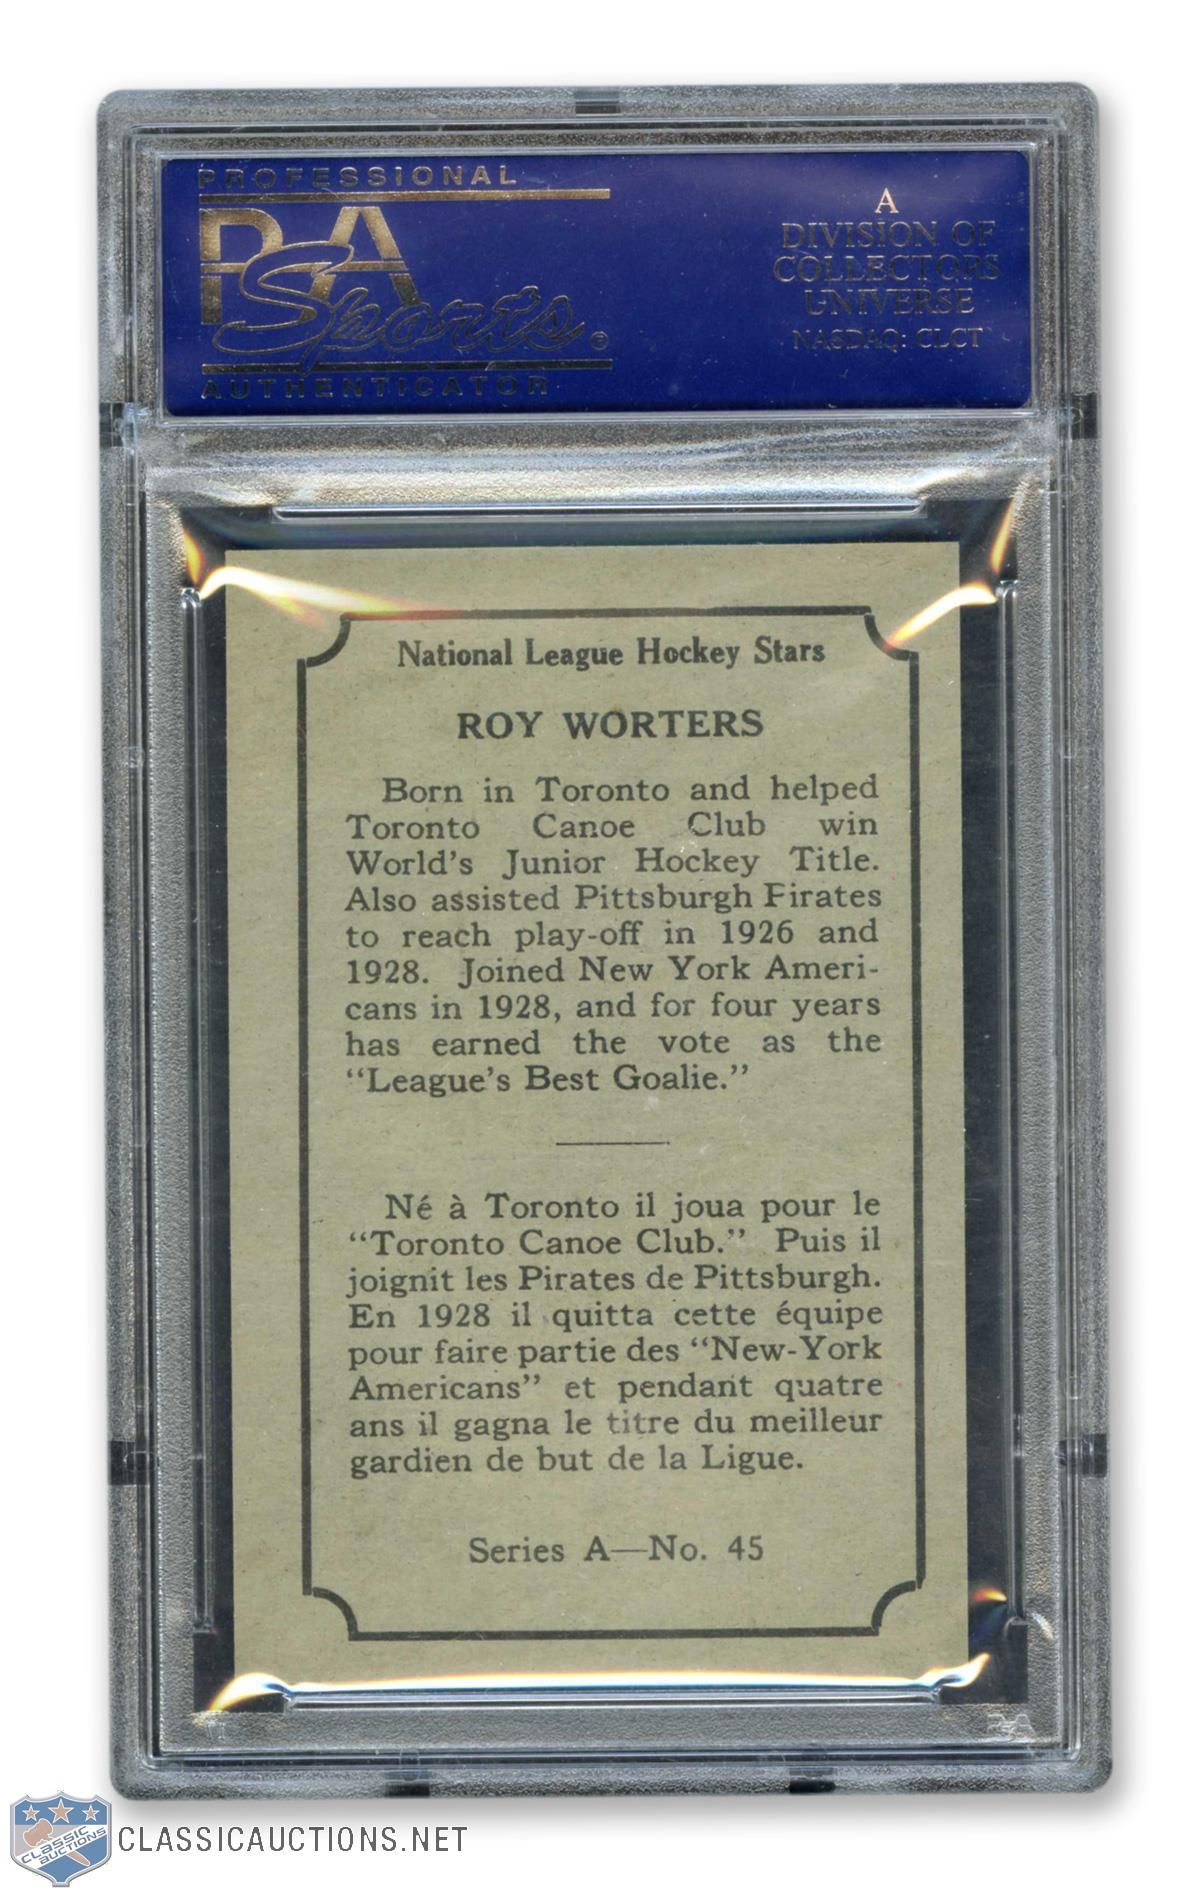 PROFESSIONAL
PSA
Sports®
AUTHENTICATOR
A
DIVISION OF
COLLECTORS
UNIVERSE
NASDAQ: CLCT
National League Hockey Stars
ROY WORTERS
Born in Toronto and helped
Toronto Canoe Club win
World's Junior Hockey Title.
Also assisted Pittsburgh Firates
to reach play-off in 1926 and
1928. Joined New York Ameri-
cans in 1928, and for four years
has earned the vote as the
"League's Best Goalie."
Né à Toronto il joua pour le
"Toronto Canoe Club." Puis il
joignit les Pirates de Pittsburgh.
En 1928 il quitta cette équipe
pour faire partie des "New-York
Americans" et pendant quatre
ans il gagna le titre du meilleur
gardien de but de la Ligue.
Series A—No. 45
PSA
CLASSIC
AUCTIONS
CLASSICAUCTIONS.NET